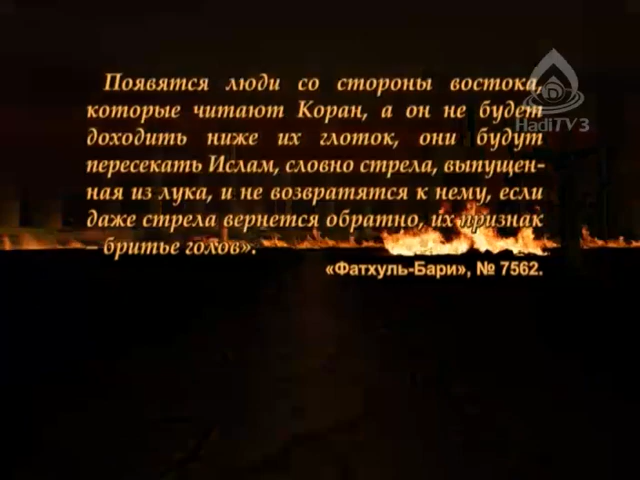 HadiTV 3
Появятся люди со стороны востока,
которые читают Коран, а он не будет
доходить ниже их глоток, они будут
пересекать Ислам, словно стрела, выпущен-
ная из лука, и не возвратятся к нему, если
даже стрела вернется обратно, их признак
– бритье голов».
«Фатхуль-Бари», № 7562.